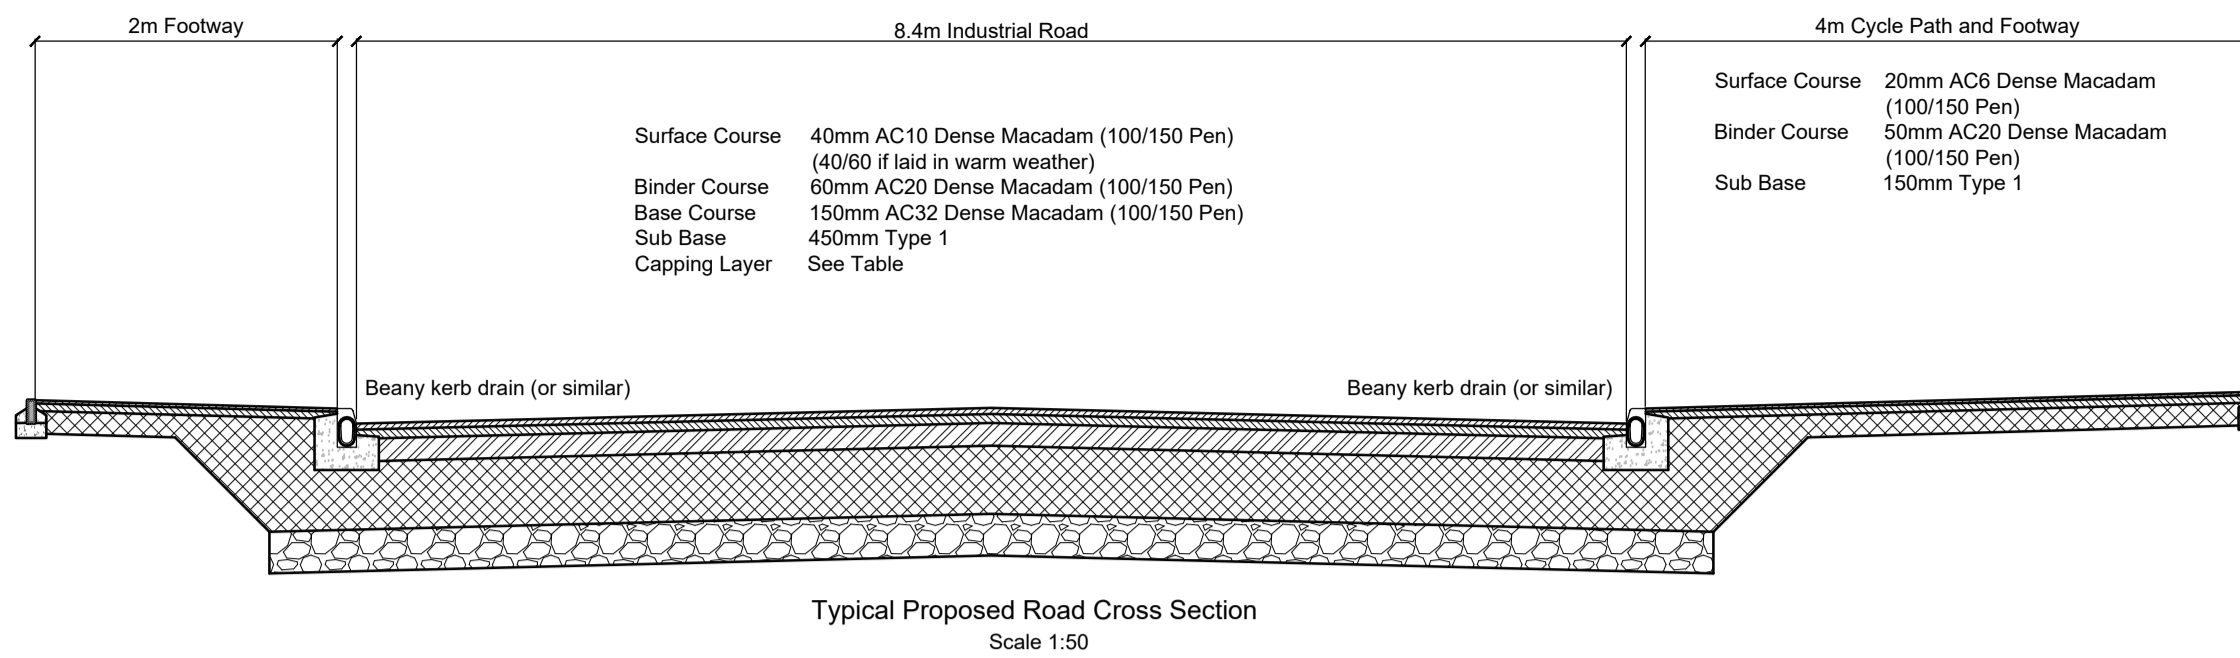 2m Footway
8.4m Industrial Road
4m Cycle Path and Footway
Surface Course 20mm AC6 Dense Macadam
(100/150 Pen)
Binder Course 50mm AC20 Dense Macadam
(100/150 Pen)
Sub Base 150mm Type 1
Surface Course 40mm AC10 Dense Macadam (100/150 Pen)
(40/60 if laid in warm weather)
Binder Course 60mm AC20 Dense Macadam (100/150 Pen)
Base Course 150mm AC32 Dense Macadam (100/150 Pen)
Sub Base 450mm Type 1
Capping Layer See Table
Beany kerb drain (or similar)
Beany kerb drain (or similar)
Typical Proposed Road Cross Section
Scale 1:50